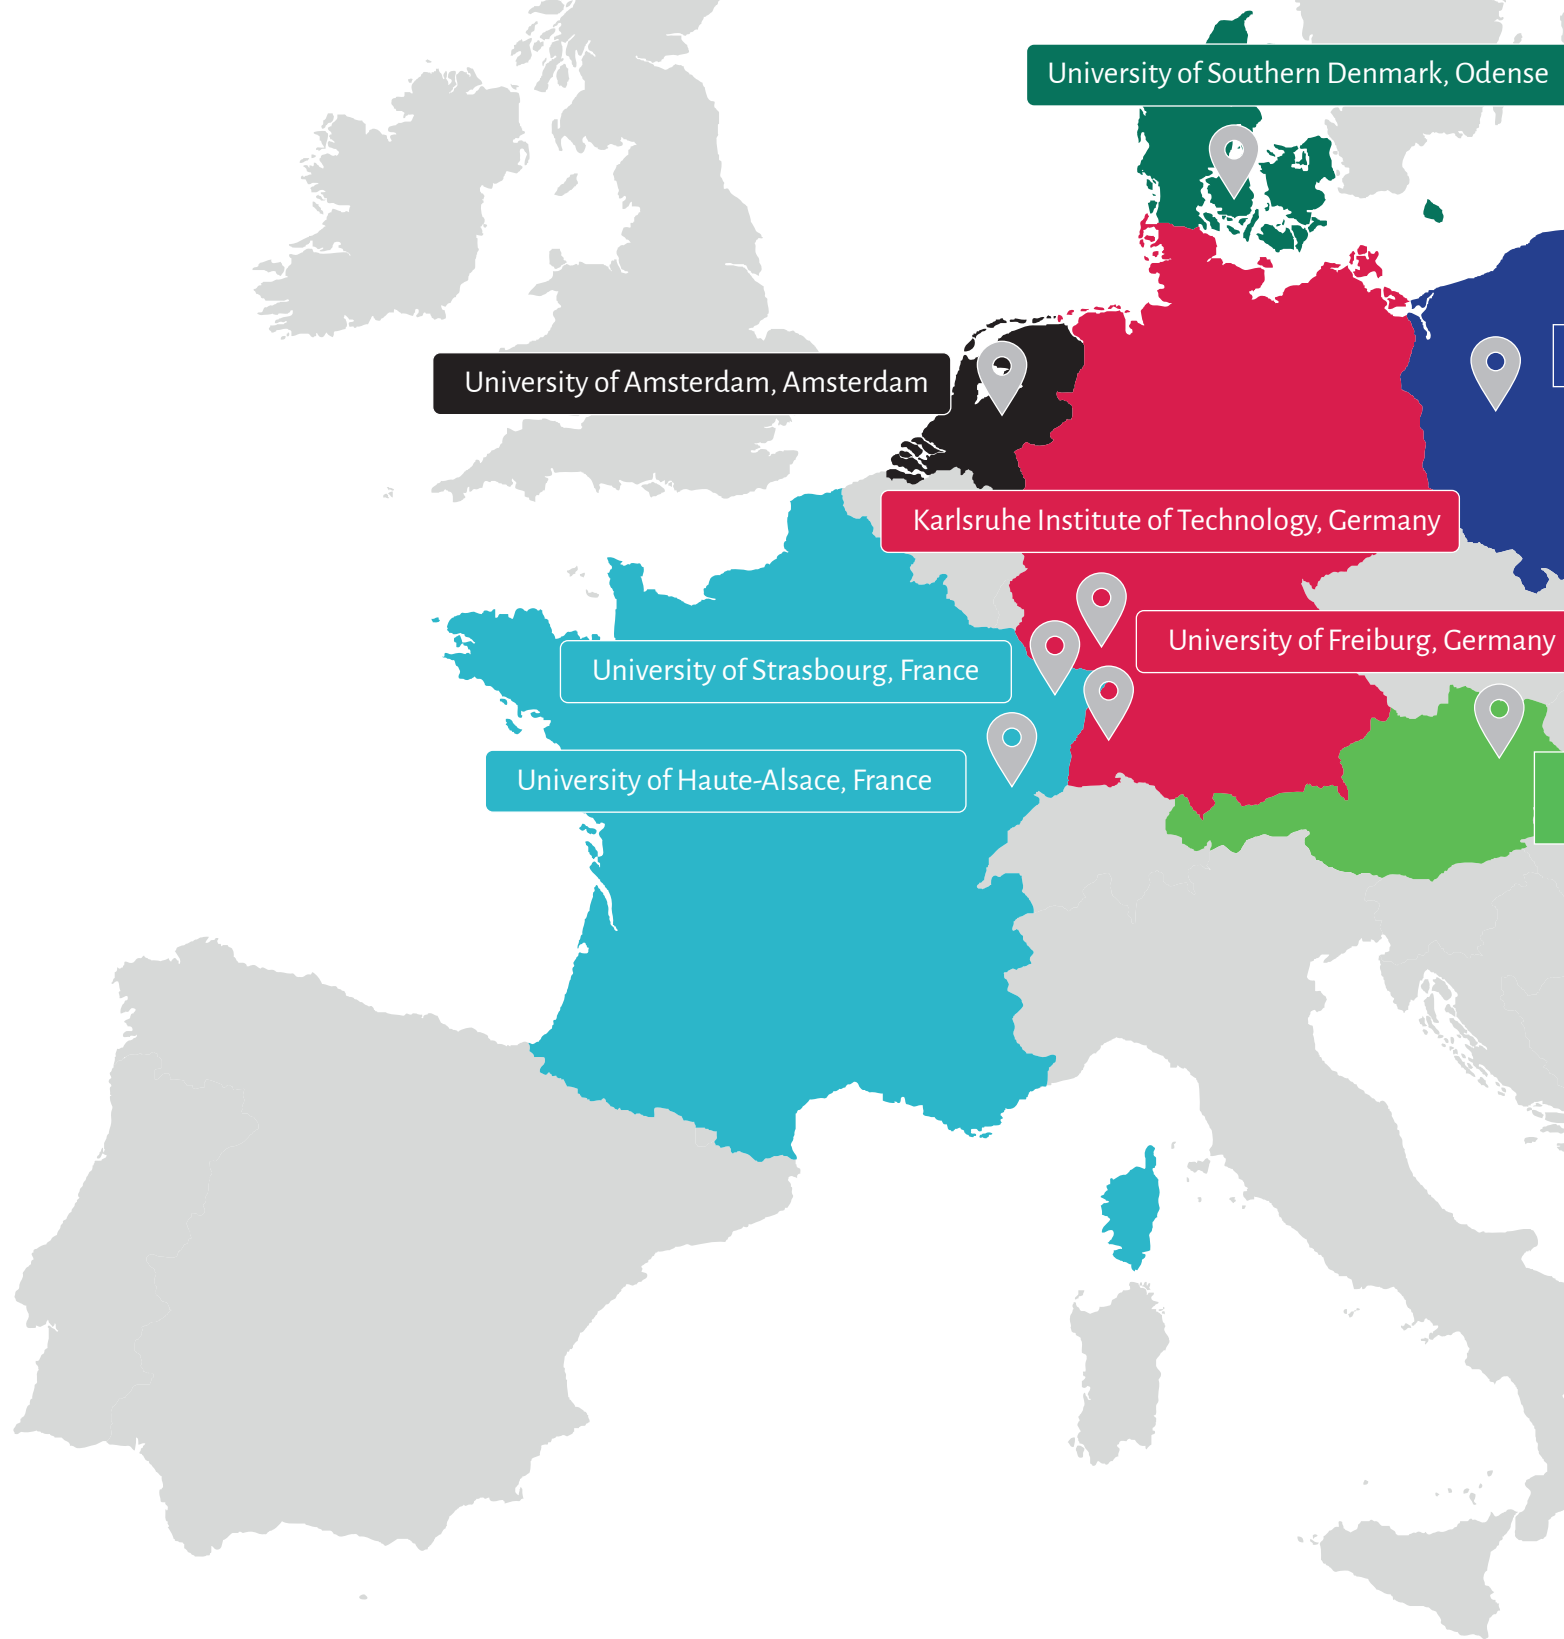 University of Southern Denmark, Odense
University of Amsterdam, Amsterdam
Karlsruhe Institute of Technology, Germany
University of Freiburg, Germany
University of Strasbourg, France
University of Haute-Alsace, France